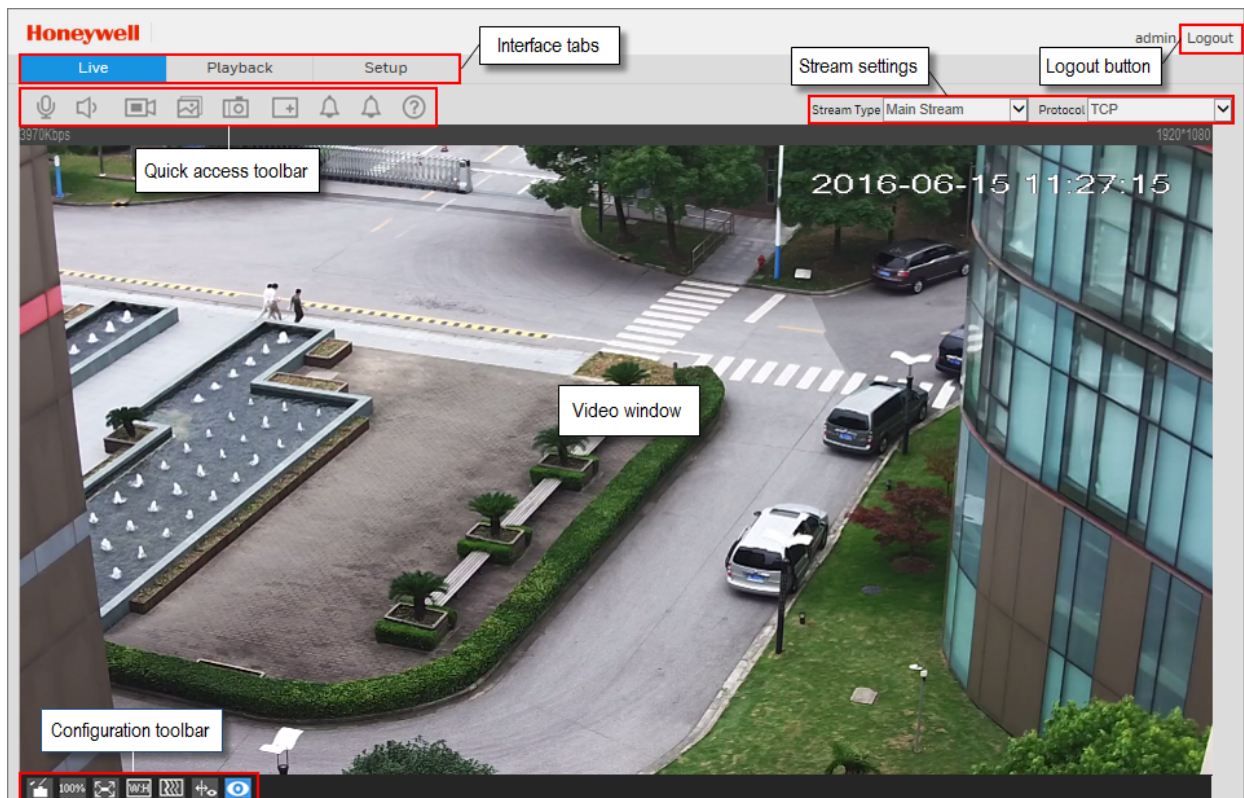 Honeywell
Interface tabs
admin Logout
Live Playback Setup
Stream settings
Logout button
Stream Type Main Stream Protocol TCP
3970Kbps
1920*1080
Quick access toolbar
2016-06-15 11:27:15
Video window
Configuration toolbar
100% W:H